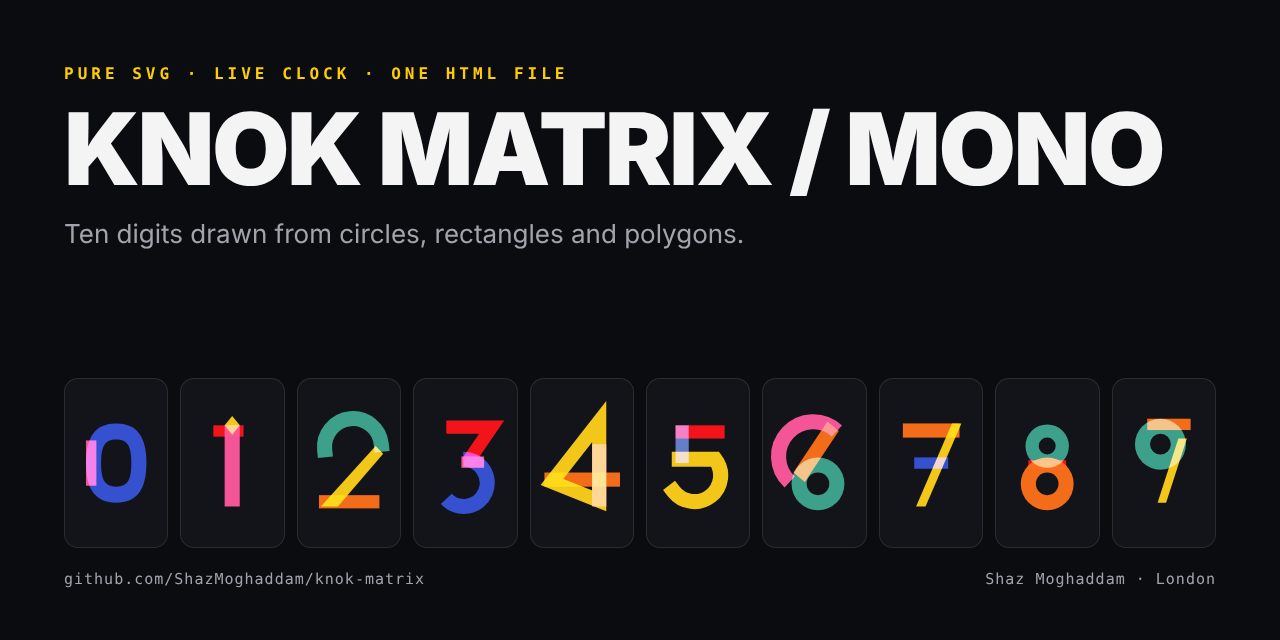 PURE SVG · LIVE CLOCK · ONE HTML FILE
KNOK MATRIX / MONO
Ten digits drawn from circles, rectangles and polygons.
0 1 2 3 4 5 6 7 8 9
github.com/ShazMoghaddam/knok-matrix
Shaz Moghaddam · London